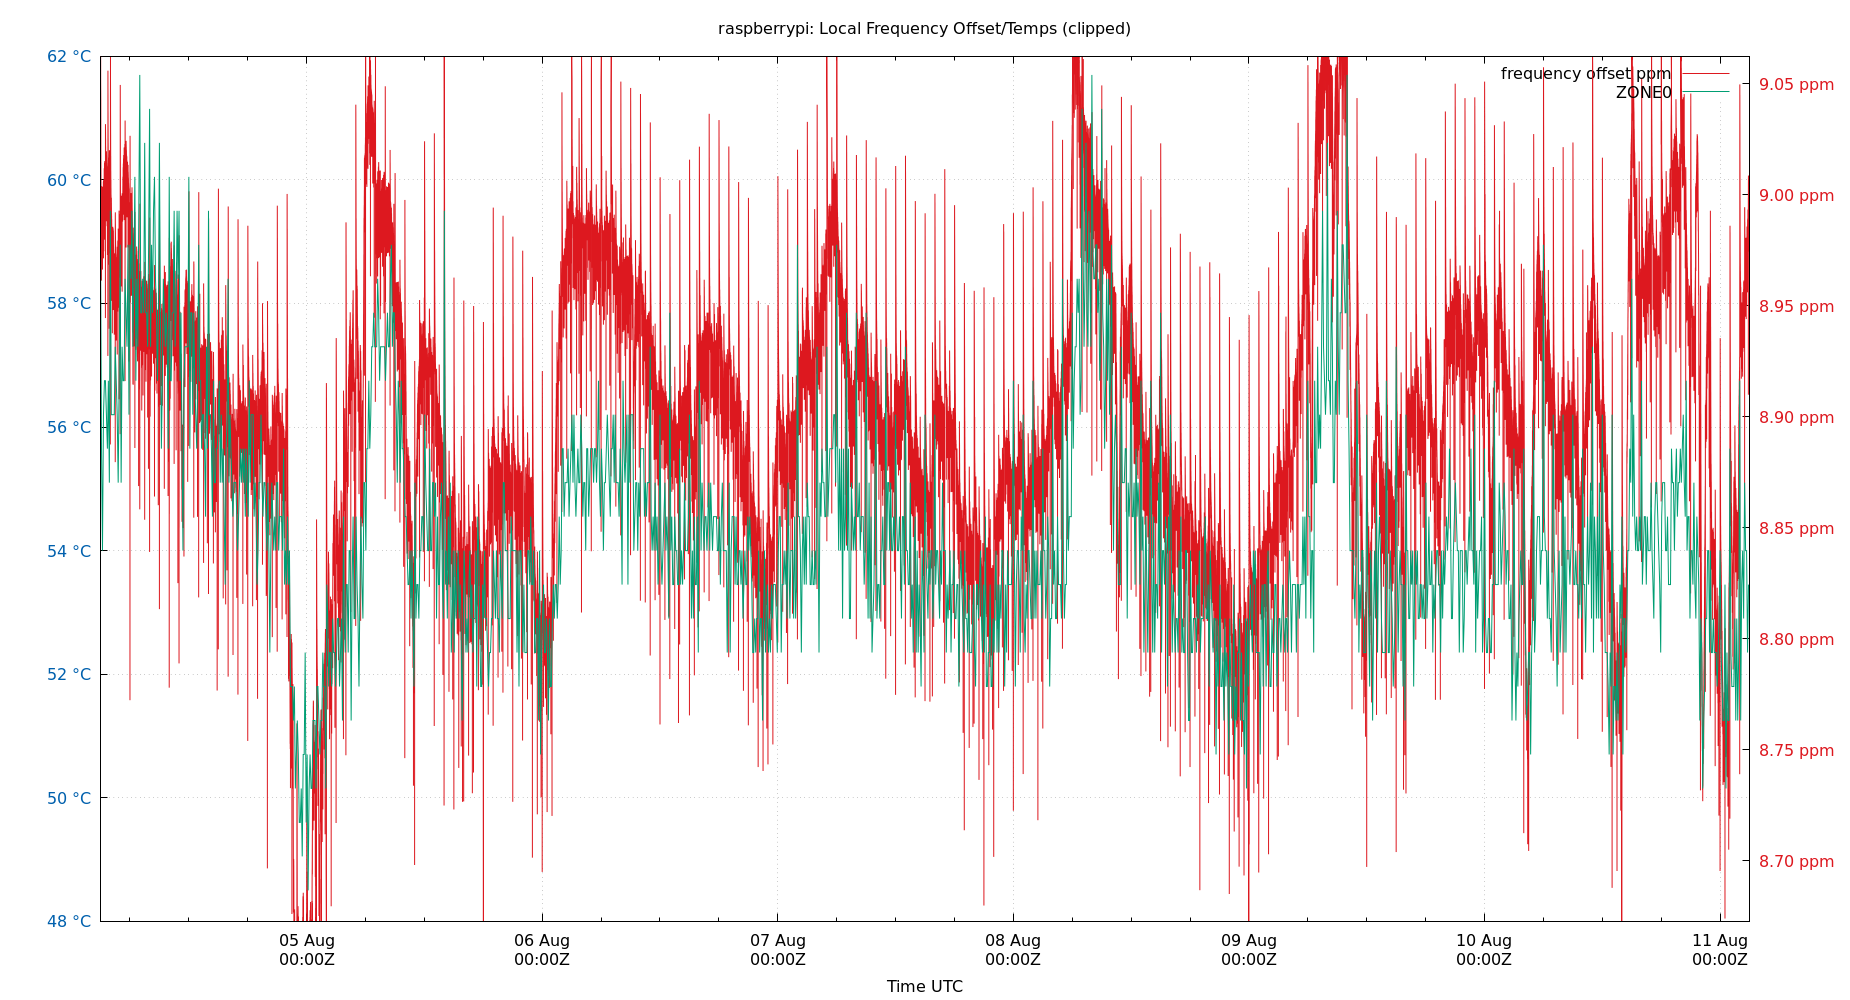 raspberrypi: Local Frequency Offset/Temps (clipped)
62 °C
60 °C
58 °C
56 °C
54 °C
52 °C
50 °C
48 °C
frequency offset ppm
ZONE0
9.05 ppm
9.00 ppm
8.95 ppm
8.90 ppm
8.85 ppm
8.80 ppm
8.75 ppm
8.70 ppm
05 Aug
00:00Z
06 Aug
00:00Z
07 Aug
00:00Z
08 Aug
00:00Z
09 Aug
00:00Z
10 Aug
00:00Z
11 Aug
00:00Z
Time UTC